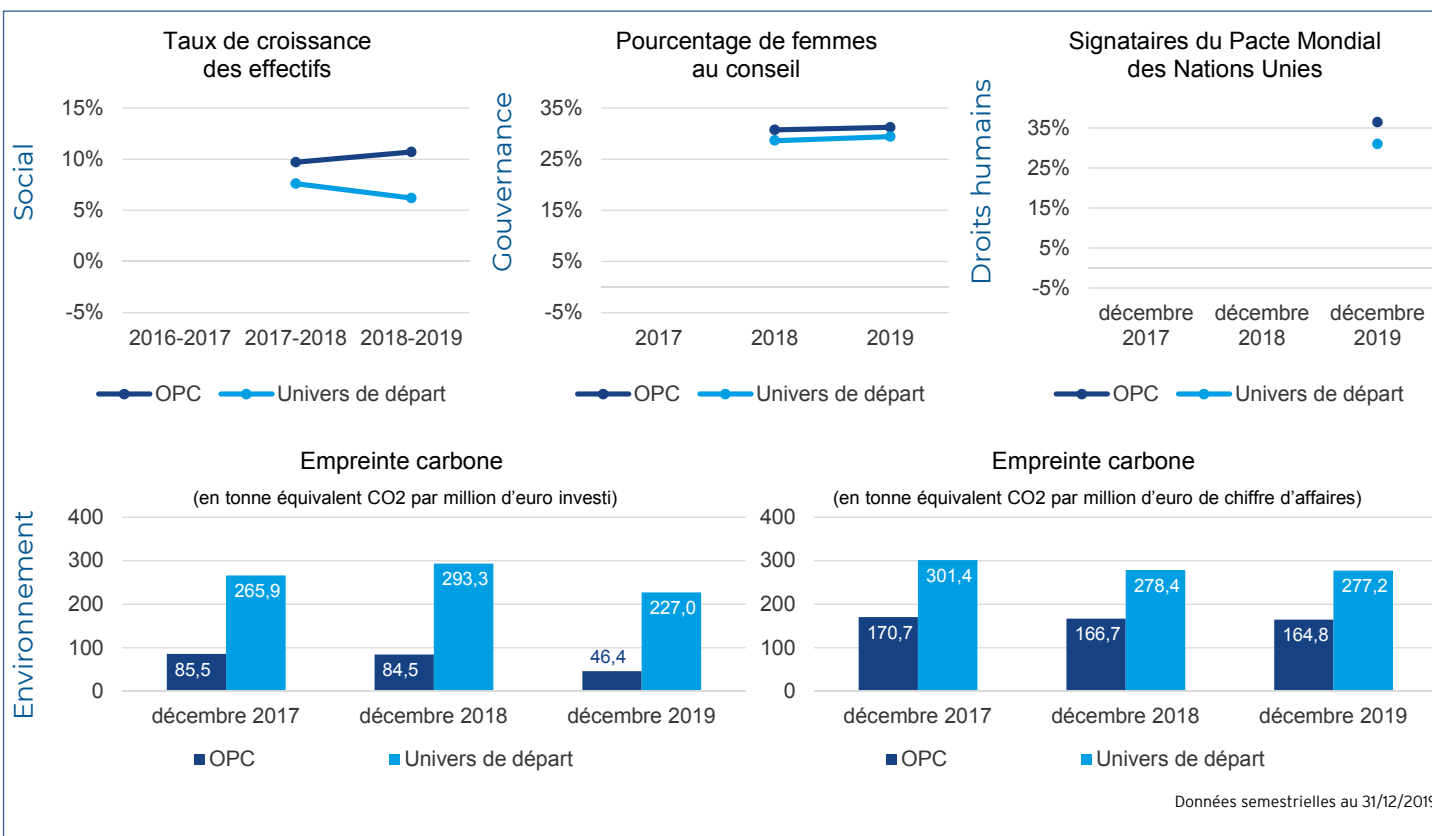 Taux de croissance
des effectifs
Social
15%
10%
5%
0%
-5%
2016-2017 2017-2018 2018-2019
OPC Univers de départ
Pourcentage de femmes
au conseil
Gouvernance
35%
25%
15%
5%
-5%
2017 2018 2019
OPC Univers de départ
Signataires du Pacte Mondial
des Nations Unies
Droits humains
35%
25%
15%
5%
-5%
décembre décembre décembre
2017 2018 2019
OPC Univers de départ
Environnement
Empreinte carbone
(en tonne équivalent CO2 par million d'euro investi)
400
300
200
100
0
265,9 293,3 227,0
85,5 84,5 46,4
décembre 2017 décembre 2018 décembre 2019
OPC Univers de départ
Empreinte carbone
(en tonne équivalent CO2 par million d'euro de chiffre d'affaires)
400
300
200
100
0
301,4 278,4 277,2
170,7 166,7 164,8
décembre 2017 décembre 2018 décembre 2019
OPC Univers de départ
Données semestrielles au 31/12/2019